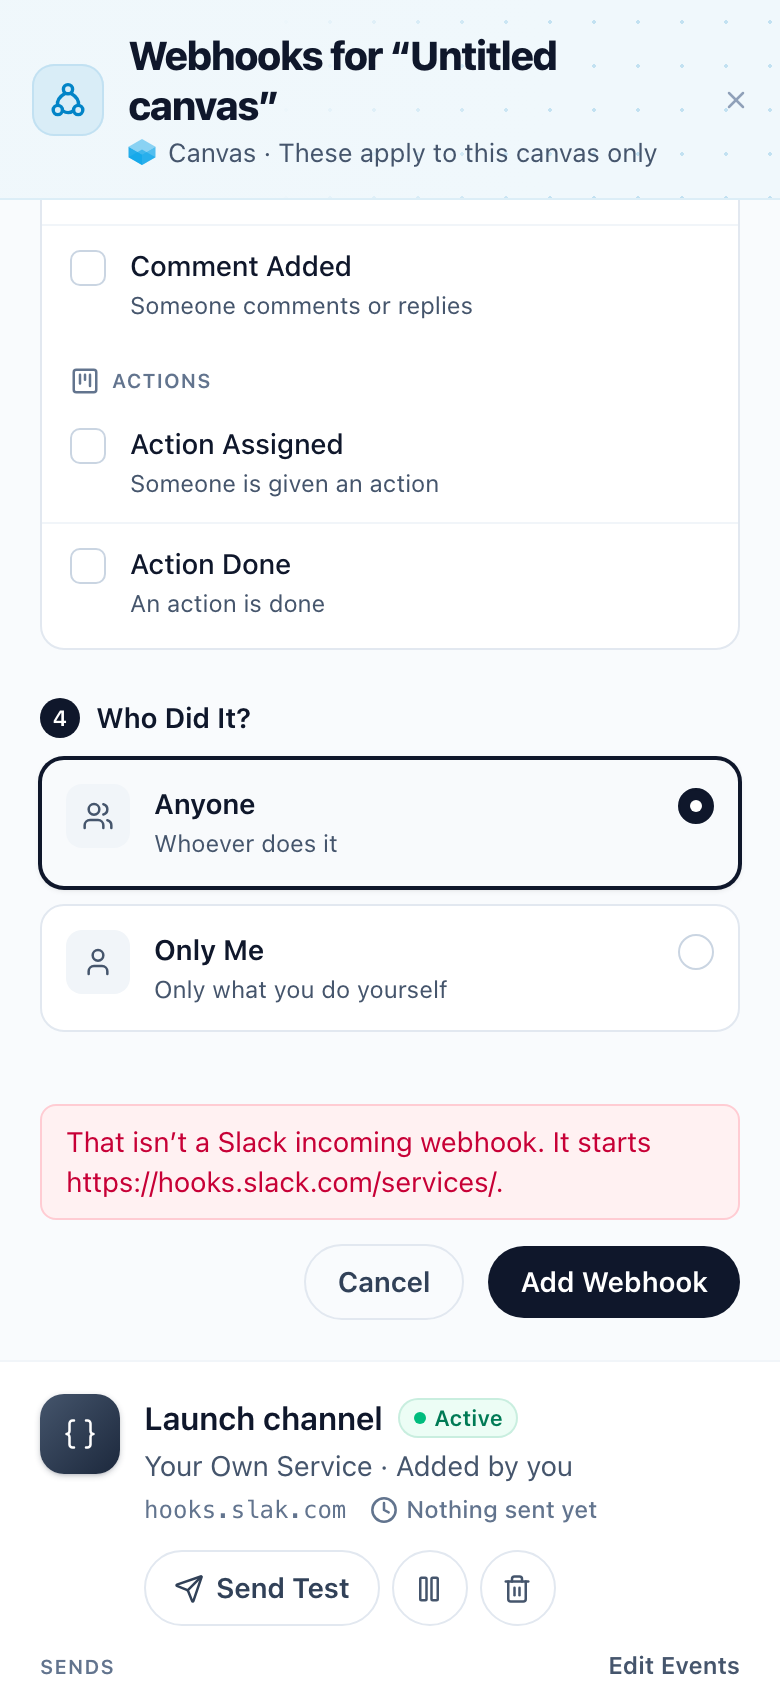 Webhooks for “Untitled
canvas”
Canvas · These apply to this canvas only
Comment Added
Someone comments or replies
ACTIONS
Action Assigned
Someone is given an action
Action Done
An action is done
4 Who Did It?
Anyone
Whoever does it
Only Me
Only what you do yourself
That isn’t a Slack incoming webhook. It starts
https://hooks.slack.com/services/.
Cancel
Add Webhook
{ }
Launch channel
Active
Your Own Service · Added by you
hooks.slak.com
Nothing sent yet
Send Test
SENDS
Edit Events